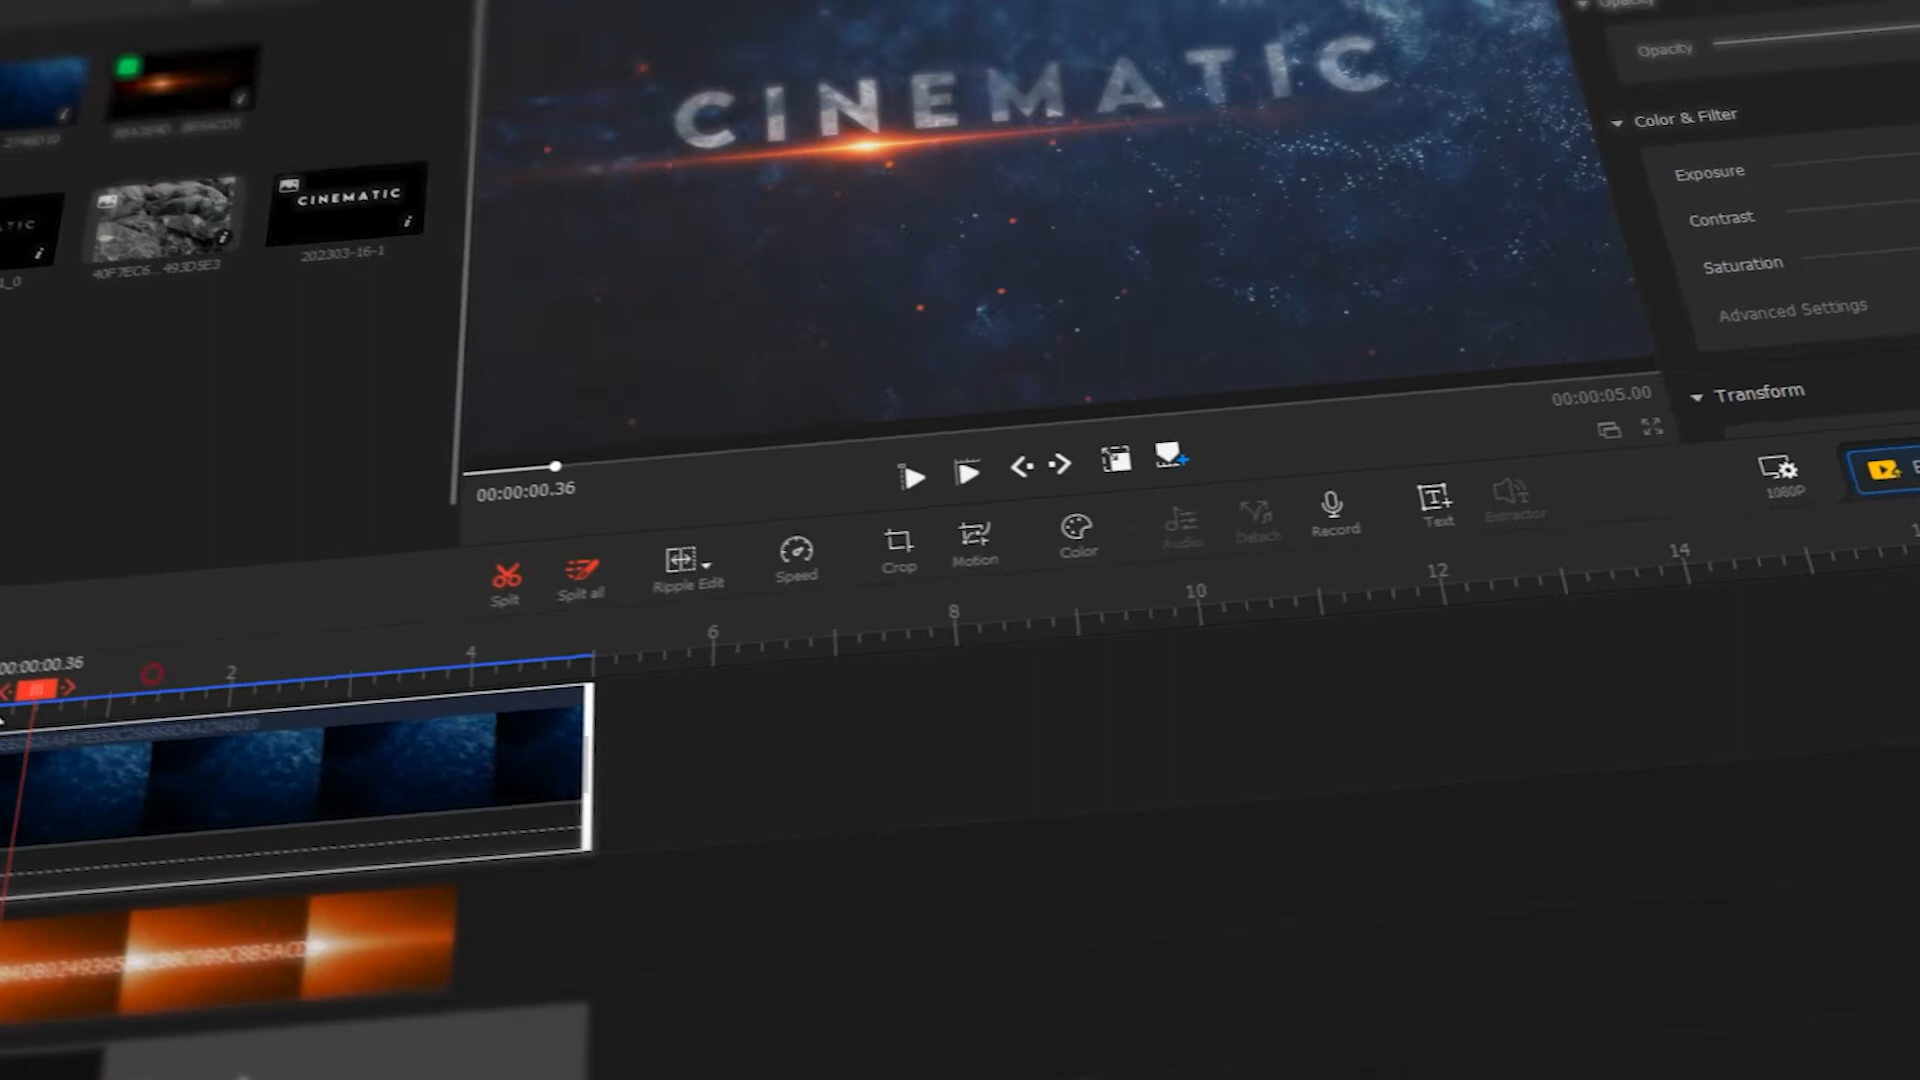 CINEMATIC
Opacity
Opacity
Color & Filter
Exposure
Contrast
Saturation
Advanced Settings
Transform
CINEMATIC
40F7EC6...493D5E3
202303-16-1
00:00:00.36
00:00:05.00
1080P
Split
Split all
Ripple Edit
Speed
Crop
Motion
Color
Audio
Detach
Record
Text
Extractor
00:00:00.36
2
4
6
8
10
12
14